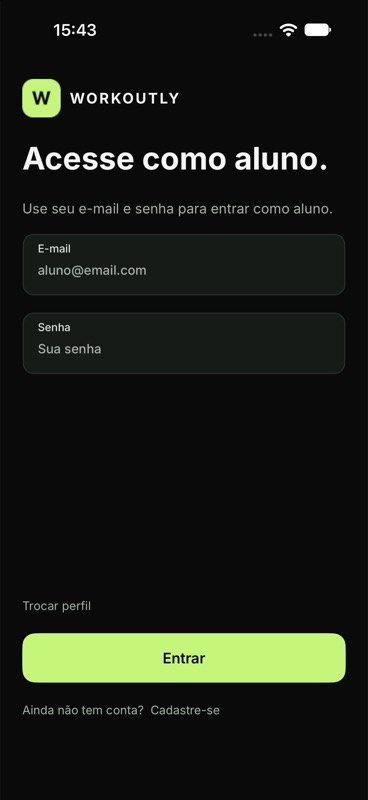 15:43
W WORKOUTLY
Acesse como aluno.
Use seu e-mail e senha para entrar como aluno.
E-mail
aluno@email.com
Senha
Sua senha
Trocar perfil
Entrar
Ainda não tem conta? Cadastre-se